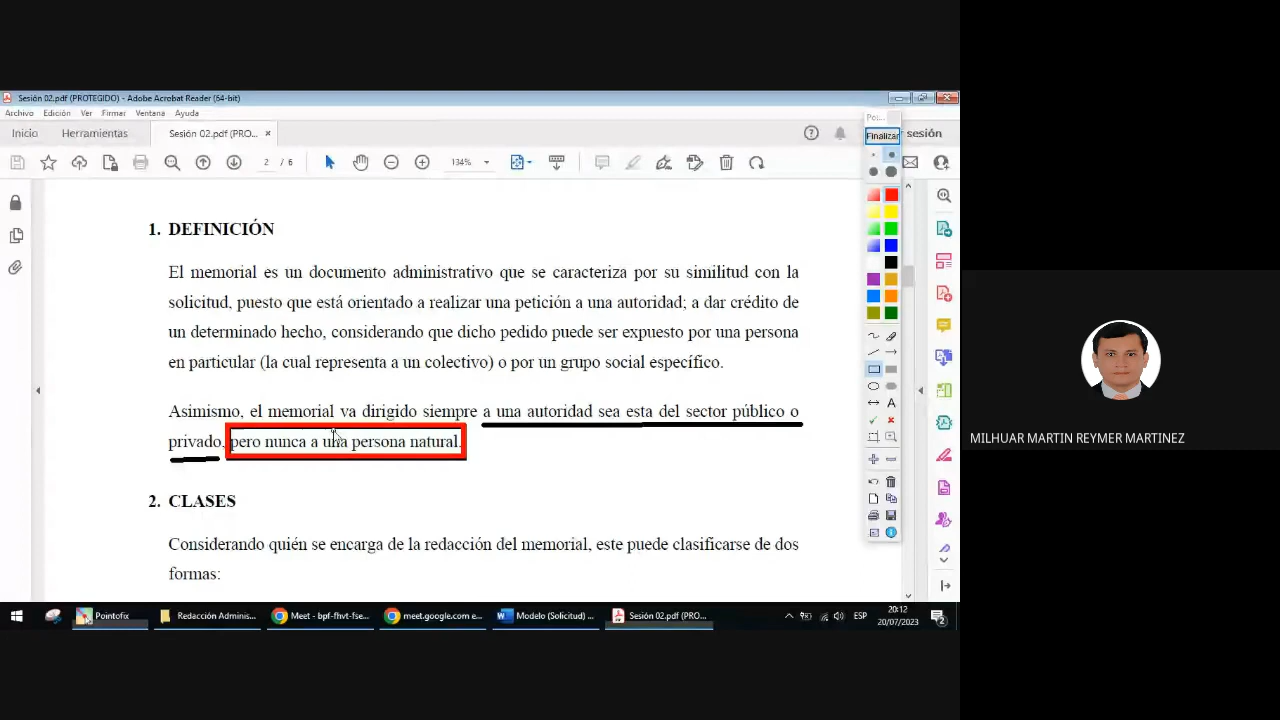 Sesión 02.pdf (PROTEGIDO) - Adobe Acrobat Reader (64-bit)
Archivo Edición Ver Firmar Ventana Ayuda
Inicio Herramientas Sesión 02.pdf (PRO... × sesión
2 / 6 134%
Finalizar
1. DEFINICIÓN
El memorial es un documento administrativo que se caracteriza por su similitud con la
solicitud, puesto que está orientado a realizar una petición a una autoridad; a dar crédito de
un determinado hecho, considerando que dicho pedido puede ser expuesto por una persona
en particular (la cual representa a un colectivo) o por un grupo social específico.
Asimismo, el memorial va dirigido siempre a una autoridad sea esta del sector público o
privado, pero nunca a una persona natural.
2. CLASES
Considerando quién se encarga de la redacción del memorial, este puede clasificarse de dos
formas:
MILHUAR MARTIN REYMER MARTINEZ
Pointofix Redacción Adminis... Meet - bpf-fhvt-fse... meet.google.com e... Modelo (Solicitud) ... Sesión 02.pdf (PRO... ESP
20:12
20/07/2023
2